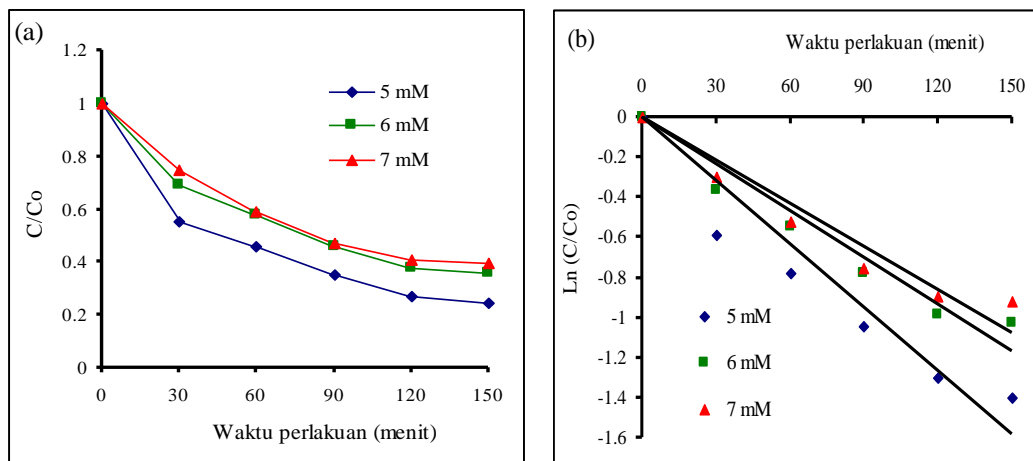 (a)
1.2
1
0.8
0.6
0.4
0.2
0
C/Co
5 mM
6 mM
7 mM
0 30 60 90 120 150
Waktu perlakuan (menit)
(b)
Waktu perlakuan (menit)
0 30 60 90 120 150
0
-0.2
-0.4
-0.6
-0.8
-1
-1.2
-1.4
-1.6
Ln (C/Co)
5 mM
6 mM
7 mM